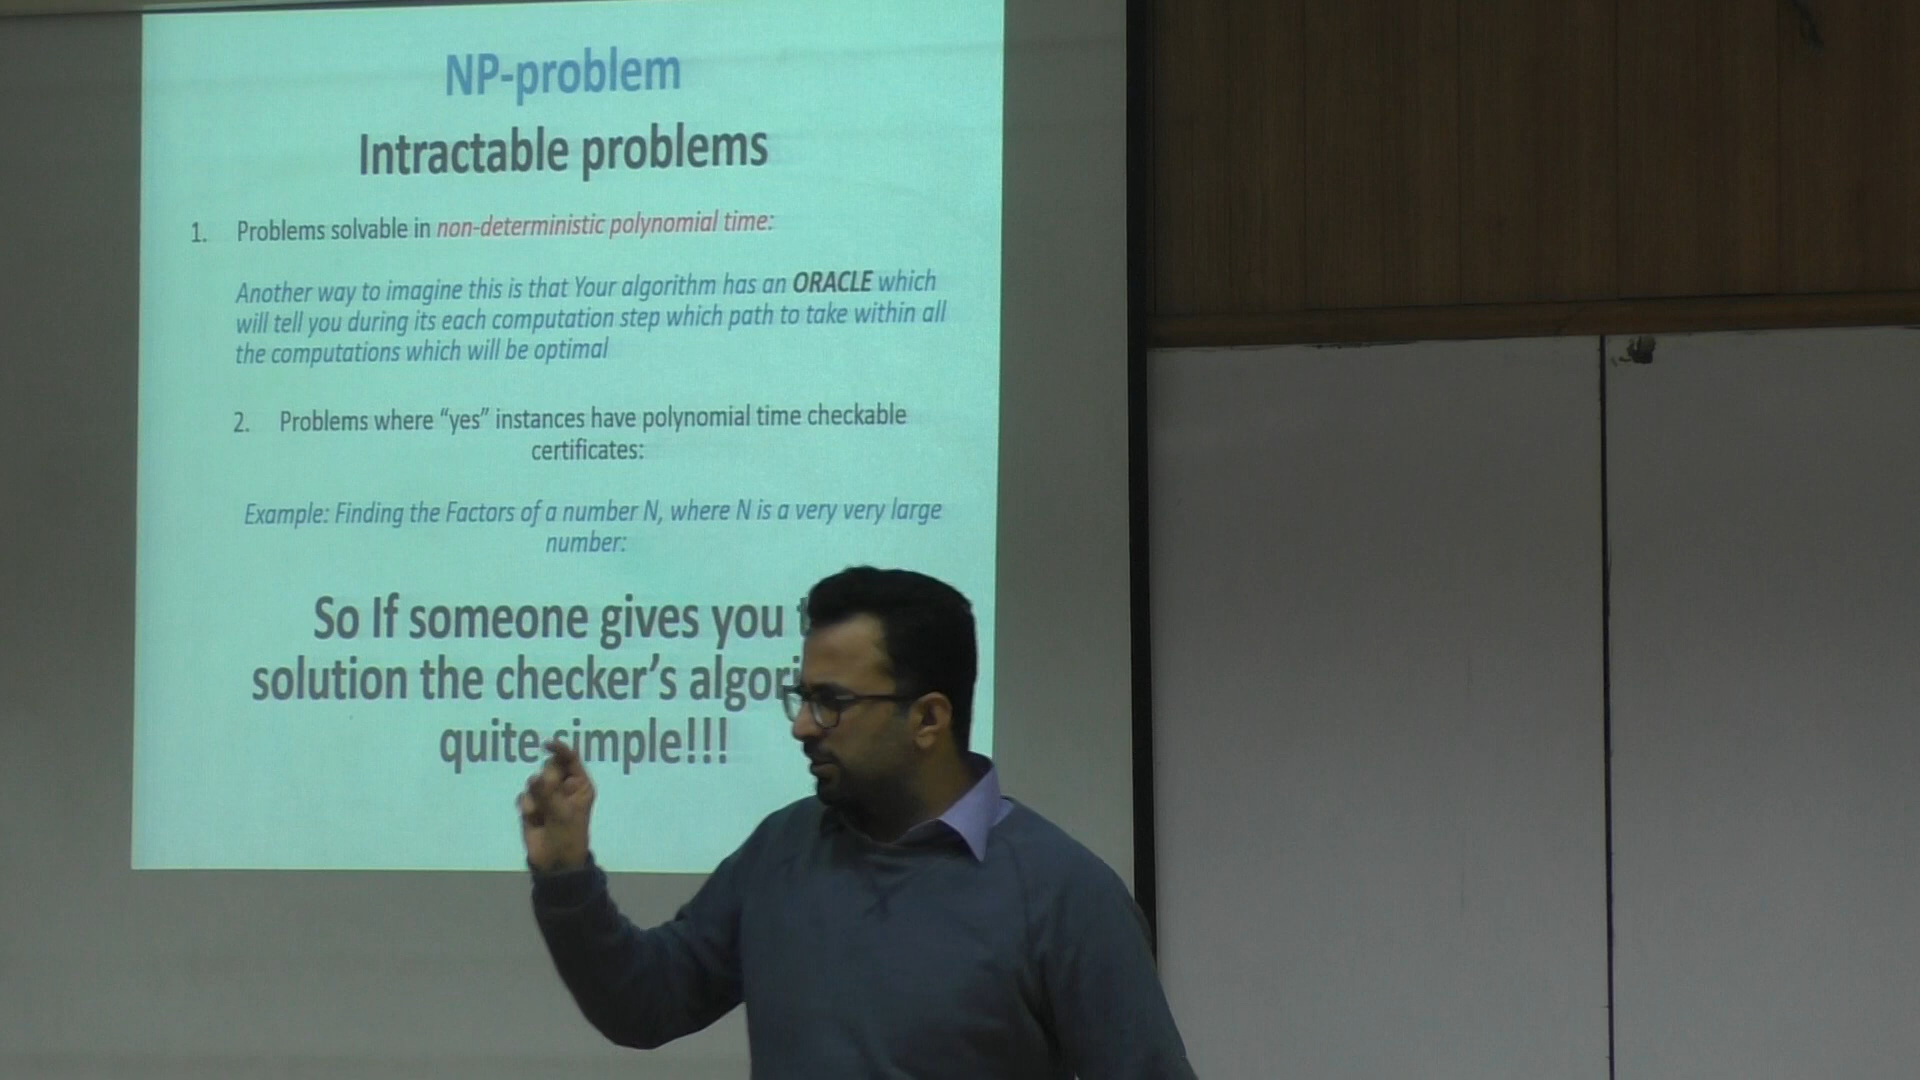 NP-problem
Intractable problems
1. Problems solvable in non-deterministic polynomial time:
Another way to imagine this is that Your algorithm has an ORACLE which
will tell you during its each computation step which path to take within all
the computations which will be optimal
2. Problems where “yes” instances have polynomial time checkable
certificates:
Example: Finding the Factors of a number N, where N is a very very large
number:
So If someone gives you
solution the checker’s
quite simple!!!